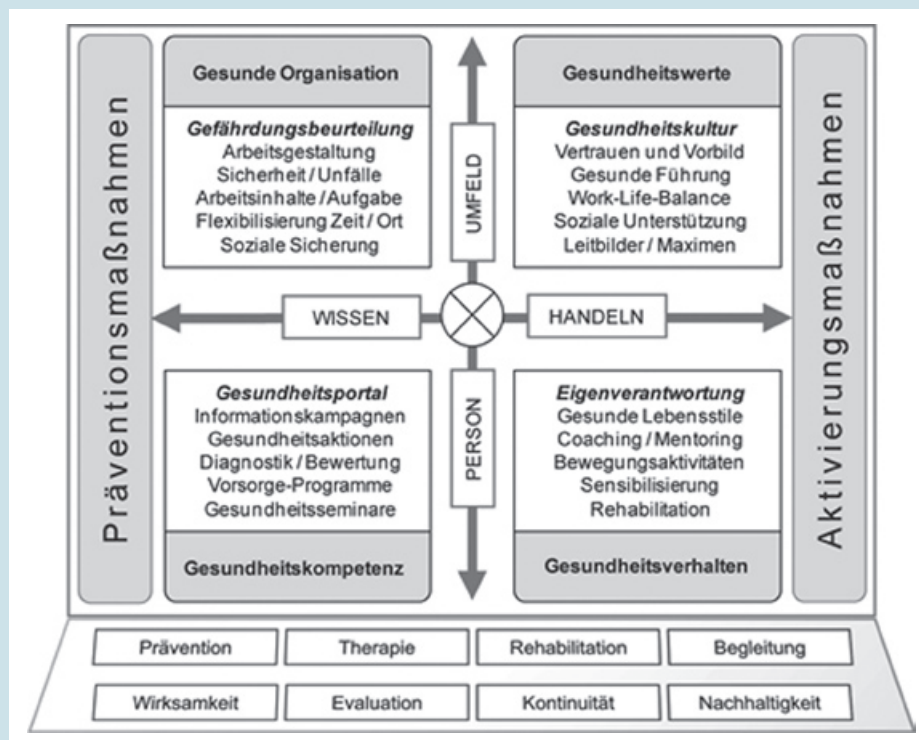 Präventionsmaßnahmen
Gesunde Organisation
Gefährdungsbeurteilung
Arbeitsgestaltung
Sicherheit / Unfälle
Arbeitsinhalte / Aufgabe
Flexibilisierung Zeit / Ort
Soziale Sicherung
UMFELD
Gesundheitswerte
Gesundheitskultur
Vertrauen und Vorbild
Gesunde Führung
Work-Life-Balance
Soziale Unterstützung
Leitbilder / Maximen
Aktivierungsmaßnahmen
WISSEN
HANDELN
Gesundheitsportal
Informationskampagnen
Gesundheitsaktionen
Diagnostik / Bewertung
Vorsorge-Programme
Gesundheitsseminare
Gesundheitskompetenz
PERSON
Eigenverantwortung
Gesunde Lebensstile
Coaching / Mentoring
Bewegungsaktivitäten
Sensibilisierung
Rehabilitation
Gesundheitsverhalten
Prävention
Therapie
Rehabilitation
Begleitung
Wirksamkeit
Evaluation
Kontinuität
Nachhaltigkeit